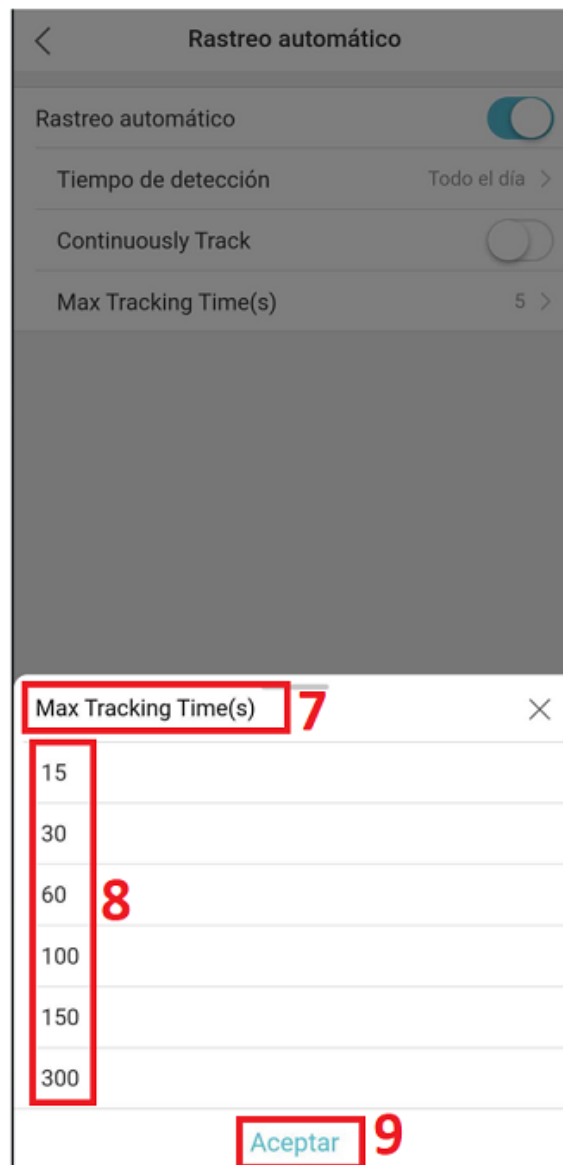 Rastreo automático
Rastreo automático
Tiempo de detección Todo el día
Continuously Track
Max Tracking Time(s) 5
Max Tracking Time(s) 7
15
30
60
8
100
150
300
Aceptar 9